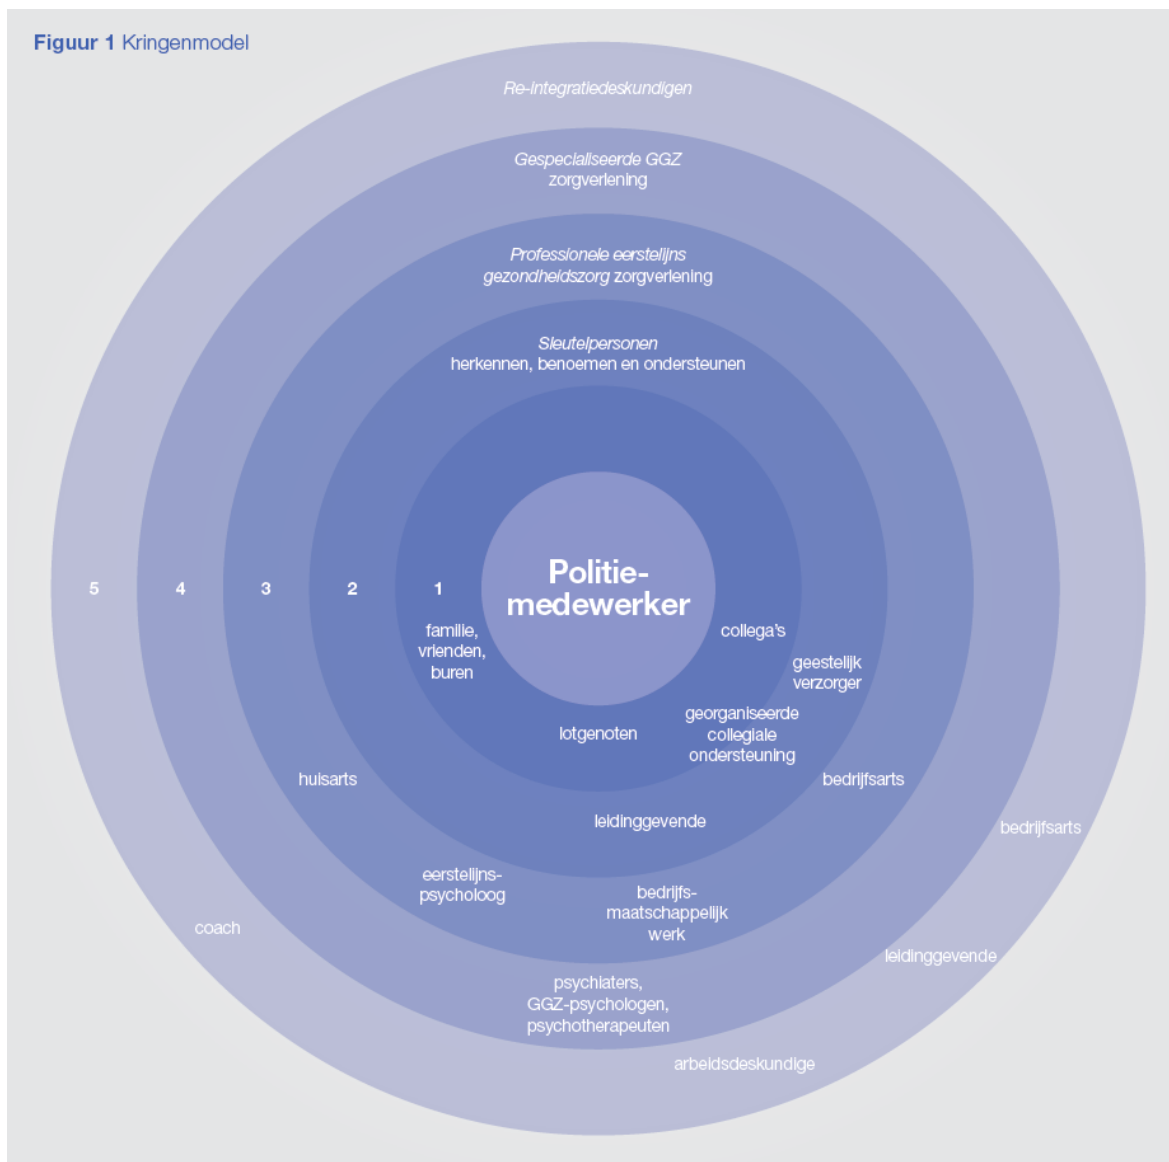 Figuur 1 Kringenmodel
Re-integratiedeskundigen
Gespecialiseerde GGZ
zorgverlening
Professionele eerstelijns
gezondheidszorg zorgverlening
Sleutelpersonen
herkennen, benoemen en ondersteunen
Politie-
medewerker
5 4 3 2 1
familie,
vrienden,
buren
collega's
geestelijk
verzorger
georganiseerde
collegiale
ondersteuning
lotgenoten
huisarts
bedrijfsarts
leidinggevende
bedrijfsarts
eerstelijns-
psycholoog
bedrijfs-
maatschappelijk
werk
coach
leidinggevende
psychiaters,
GGZ-psychologen,
psychotherapeuten
arbeidsdeskundige